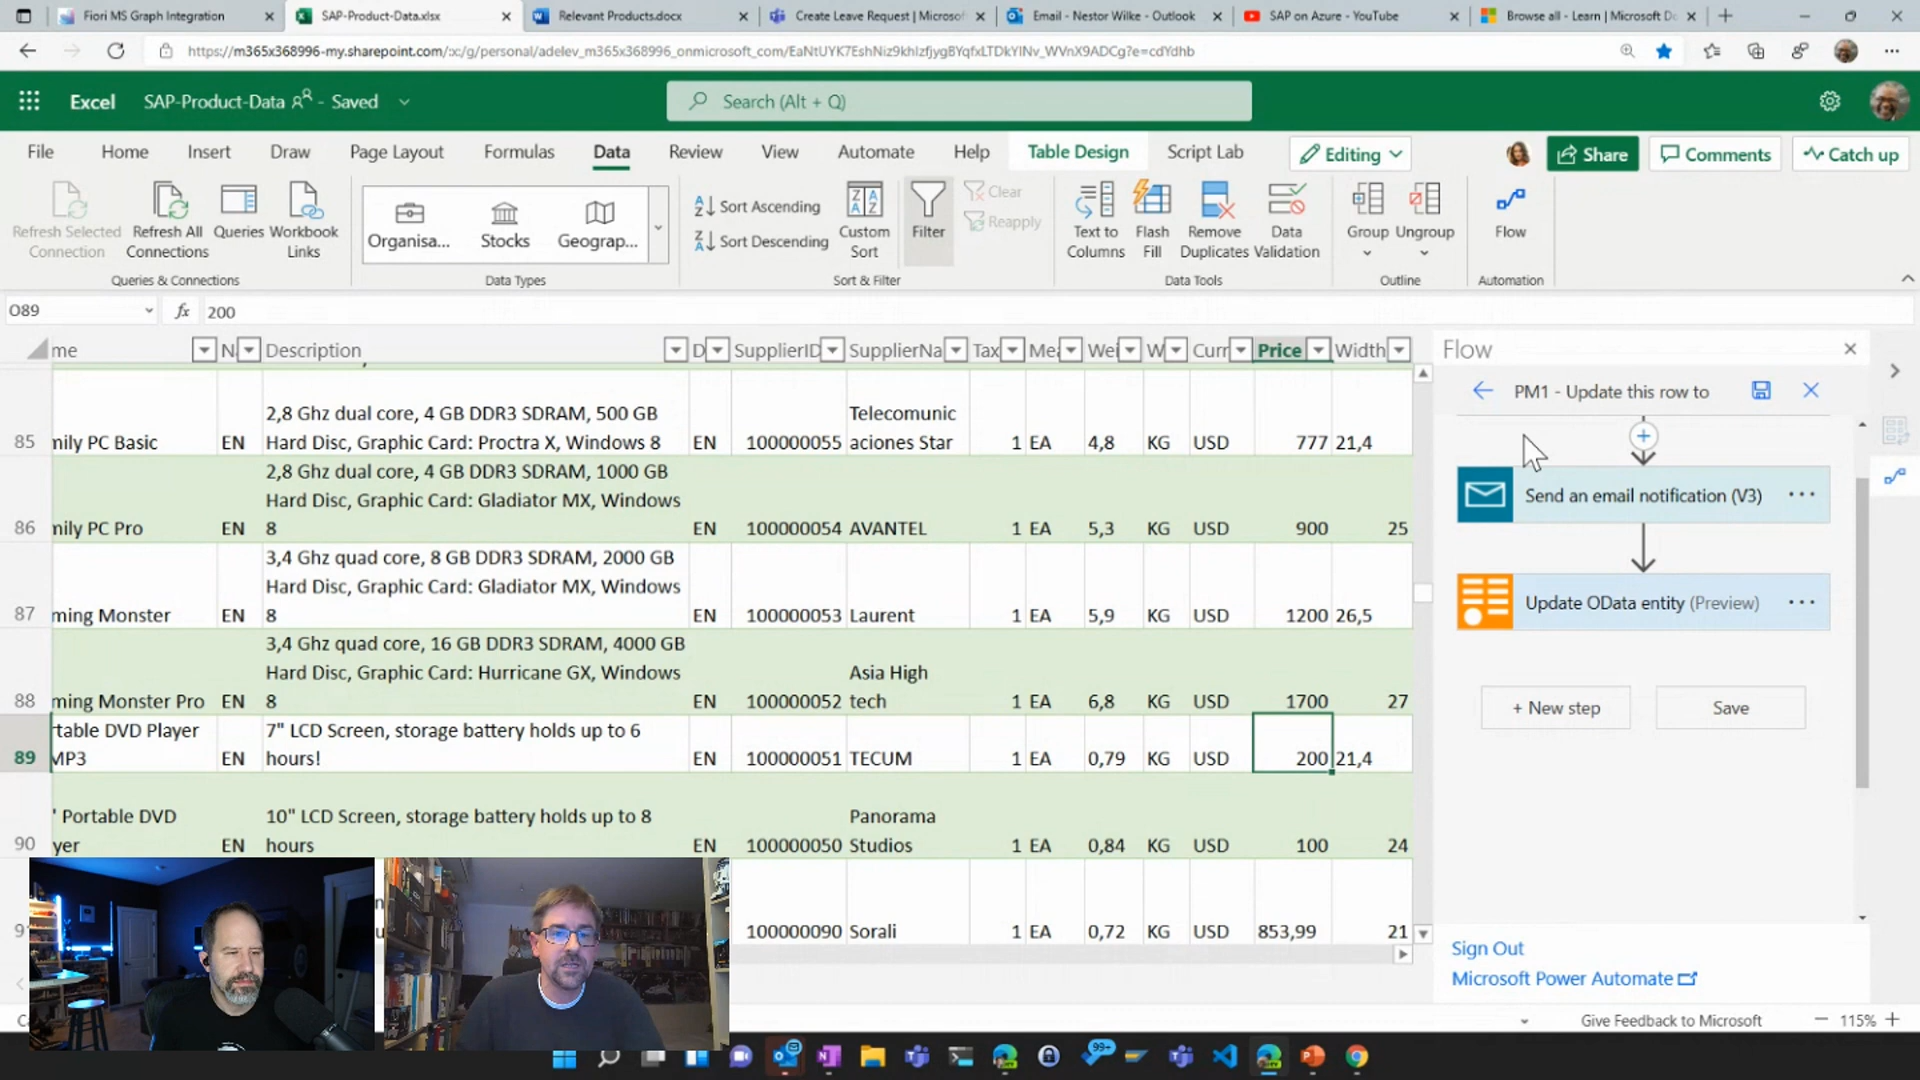 Fiori MS Graph Integration
SAP-Product-Data.xlsx
Relevant Products.docx
Create Leave Request | Microsof
Email - Nestor Wilke - Outlook
SAP on Azure - YouTube
Browse all - Learn | Microsoft Do
https://m365x368996-my.sharepoint.com/:x:/g/personal/adelev_m365x368996_onmicrosoft_com/EaNtUYK7EshNiz9khIzfjygBYqfxLTDkYINv_WVnX9ADCg?e=cdYdhb
Excel SAP-Product-Data - Saved
Search (Alt + Q)
File Home Insert Draw Page Layout Formulas Data Review View Automate Help Table Design Script Lab Editing Share Comments Catch up
Refresh Selected Connection
Refresh All Connections
Queries
Workbook Links
Queries & Connections
Organisa... Stocks Geograp...
Data Types
Sort Ascending
Sort Descending
Custom Sort
Filter
Clear
Reapply
Sort & Filter
Text to Columns
Flash Fill
Remove Duplicates
Data Validation
Data Tools
Group Ungroup
Outline
Flow
Automation
O89 fx 200
me N Description D SupplierID SupplierNa Tax Mea Wei W Curr Price Width
2,8 Ghz dual core, 4 GB DDR3 SDRAM, 500 GB Telecomunic
85 mily PC Basic EN Hard Disc, Graphic Card: Proctra X, Windows 8 EN 100000055 aciones Star 1 EA 4,8 KG USD 777 21,4
2,8 Ghz dual core, 4 GB DDR3 SDRAM, 1000 GB
Hard Disc, Graphic Card: Gladiator MX, Windows
86 mily PC Pro EN 8 EN 100000054 AVANTEL 1 EA 5,3 KG USD 900 25
3,4 Ghz quad core, 8 GB DDR3 SDRAM, 2000 GB
Hard Disc, Graphic Card: Gladiator MX, Windows
87 ming Monster EN 8 EN 100000053 Laurent 1 EA 5,9 KG USD 1200 26,5
3,4 Ghz quad core, 16 GB DDR3 SDRAM, 4000 GB
Hard Disc, Graphic Card: Hurricane GX, Windows Asia High
88 ming Monster Pro EN 8 EN 100000052 tech 1 EA 6,8 KG USD 1700 27
rtable DVD Player 7" LCD Screen, storage battery holds up to 6
89 MP3 EN hours! EN 100000051 TECUM 1 EA 0,79 KG USD 200 21,4
' Portable DVD 10" LCD Screen, storage battery holds up to 8 Panorama
90 yer EN hours EN 100000050 Studios 1 EA 0,84 KG USD 100 24
100000090 Sorali 1 EA 0,72 KG USD 853,99 21
Flow
PM1 - Update this row to
Send an email notification (V3)
Update OData entity (Preview)
+ New step
Save
Sign Out
Microsoft Power Automate
Give Feedback to Microsoft
115%
99+